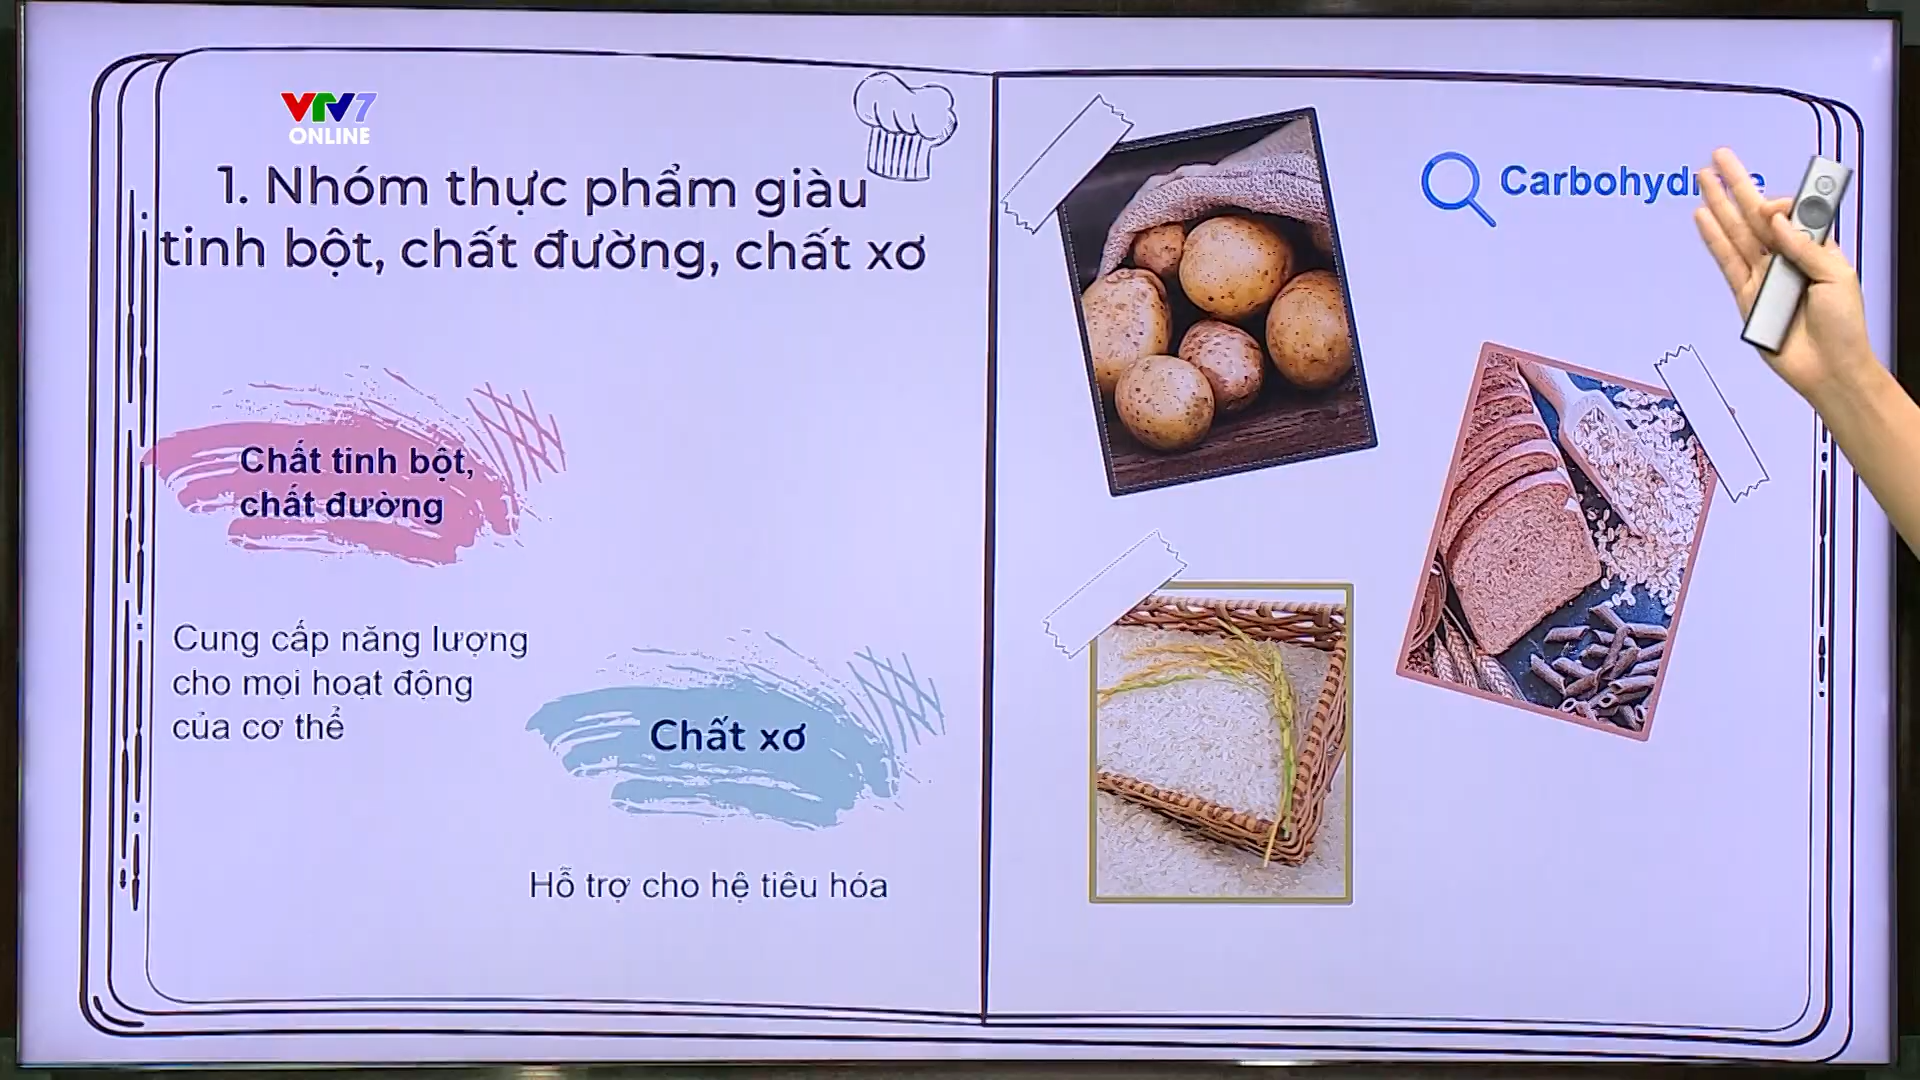 VTV7
ONLINE
1. Nhóm thực phẩm giàu
tinh bột, chất đường, chất xơ
Chất tinh bột,
chất đường
Cung cấp năng lượng
cho mọi hoạt động
của cơ thể
Chất xơ
Hỗ trợ cho hệ tiêu hóa